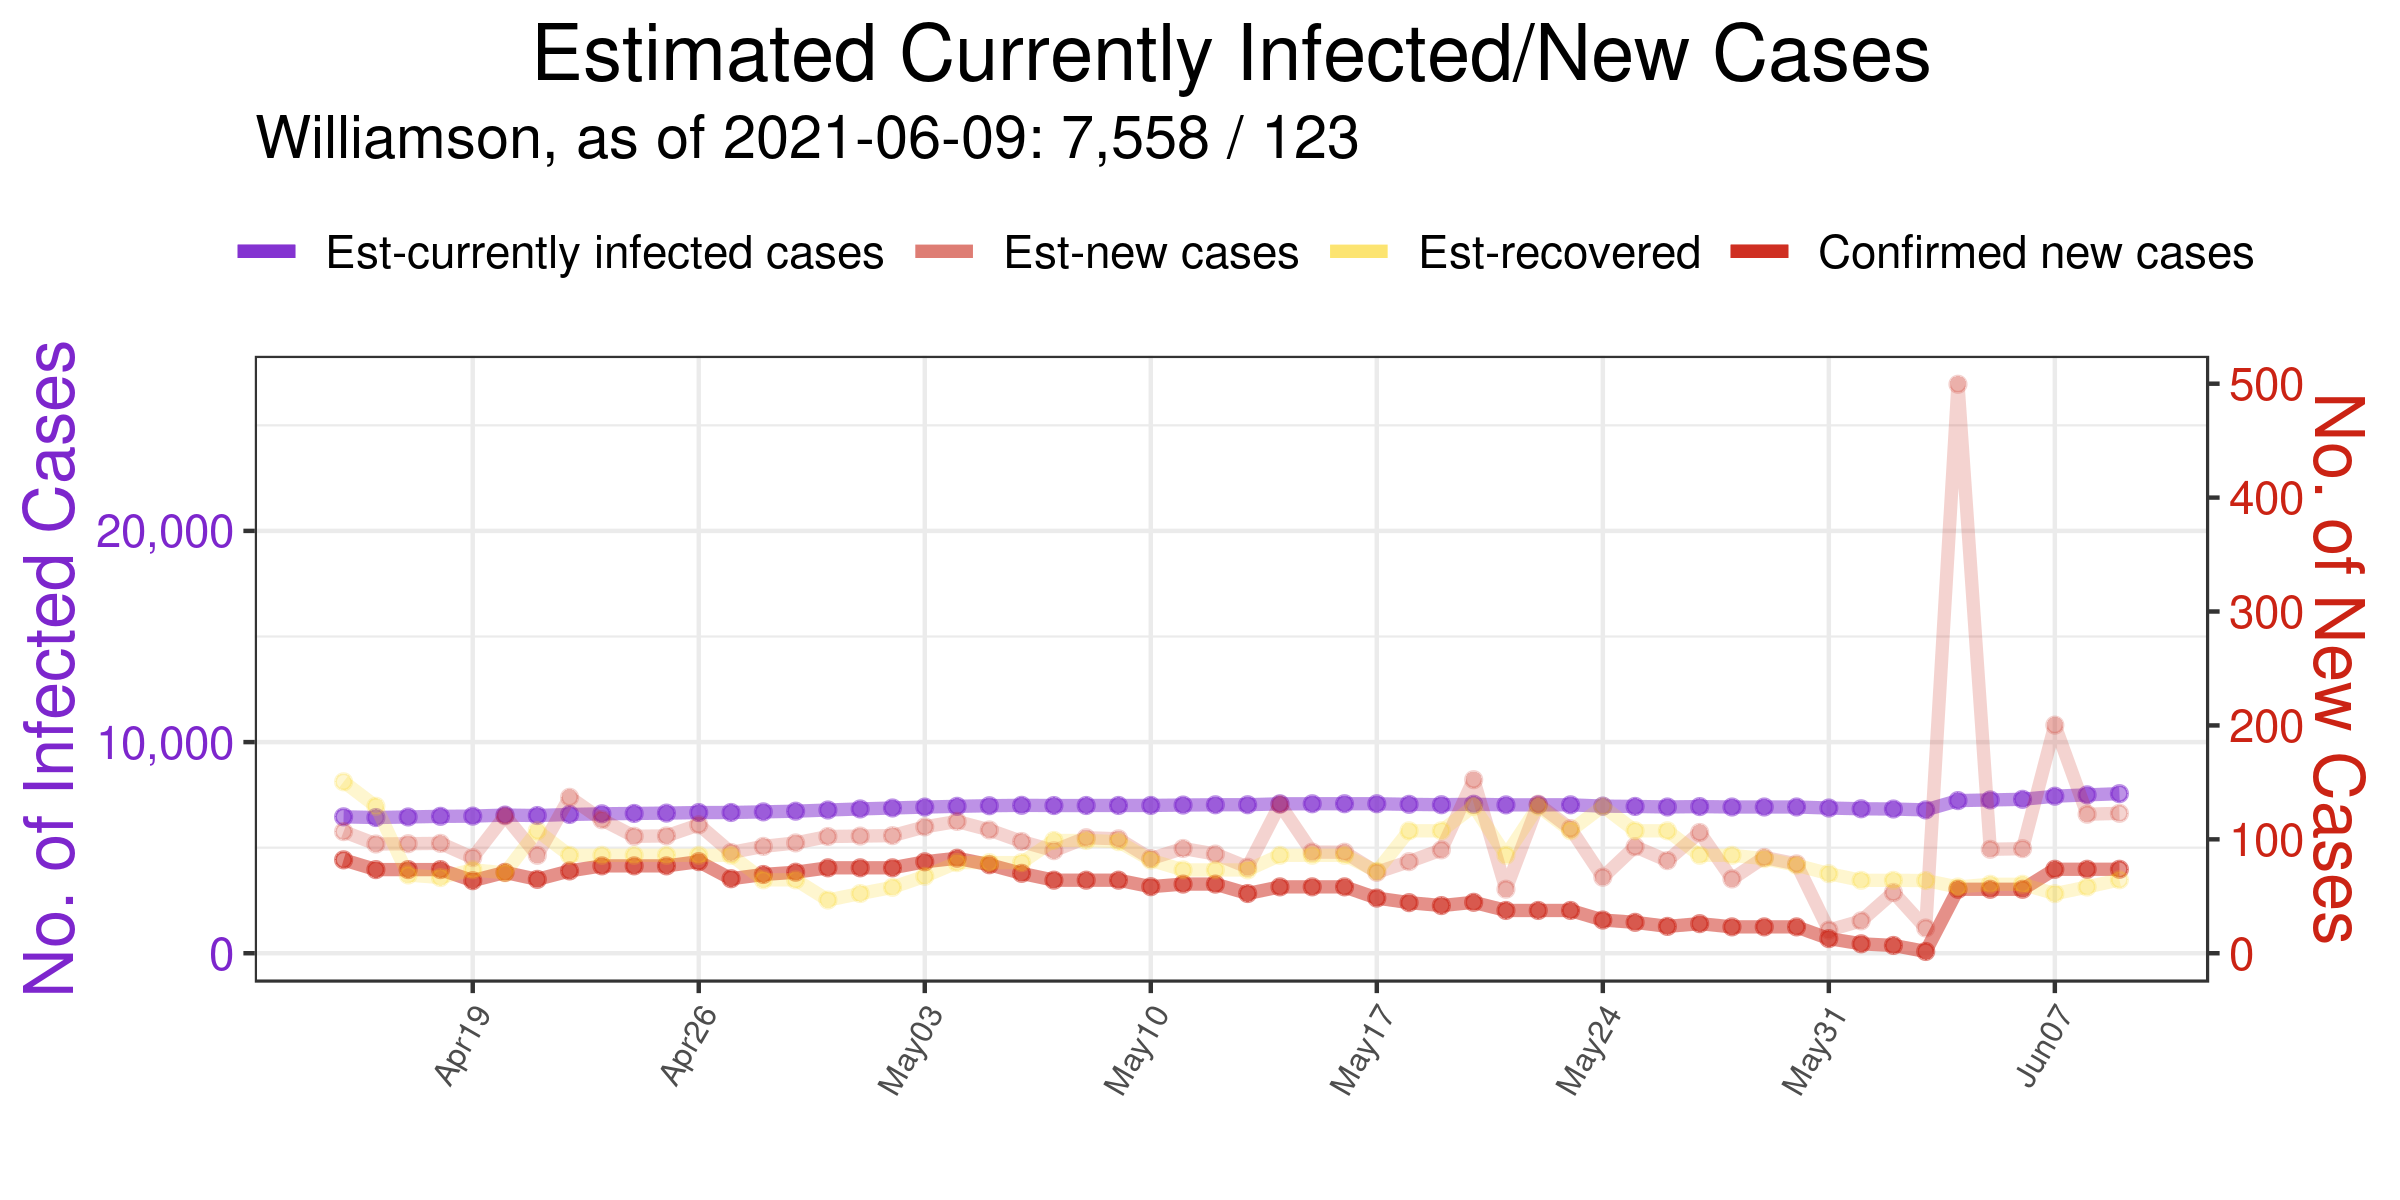 Estimated Currently Infected/New Cases
Williamson, as of 2021-06-09: 7,558 / 123
Est-currently infected cases Est-new cases Est-recovered Confirmed new cases
No. of Infected Cases
20,000
10,000
0
500
400
300
200
100
0
No. of New Cases
Apr19 Apr26 May03 May10 May17 May24 May31 Jun07